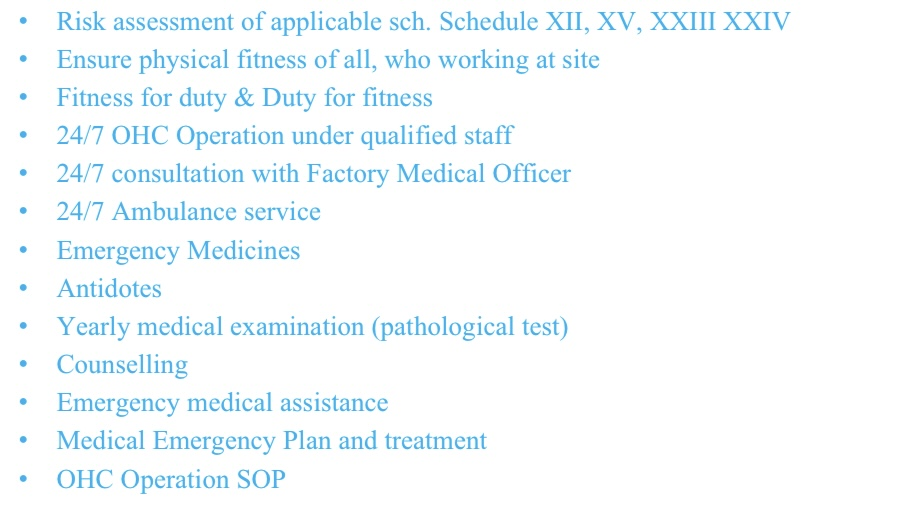 • Risk assessment of applicable sch. Schedule XII, XV, XXIII XXIV
• Ensure physical fitness of all, who working at site
• Fitness for duty & Duty for fitness
• 24/7 OHC Operation under qualified staff
• 24/7 consultation with Factory Medical Officer
• 24/7 Ambulance service
• Emergency Medicines
• Antidotes
• Yearly medical examination (pathological test)
• Counselling
• Emergency medical assistance
• Medical Emergency Plan and treatment
• OHC Operation SOP